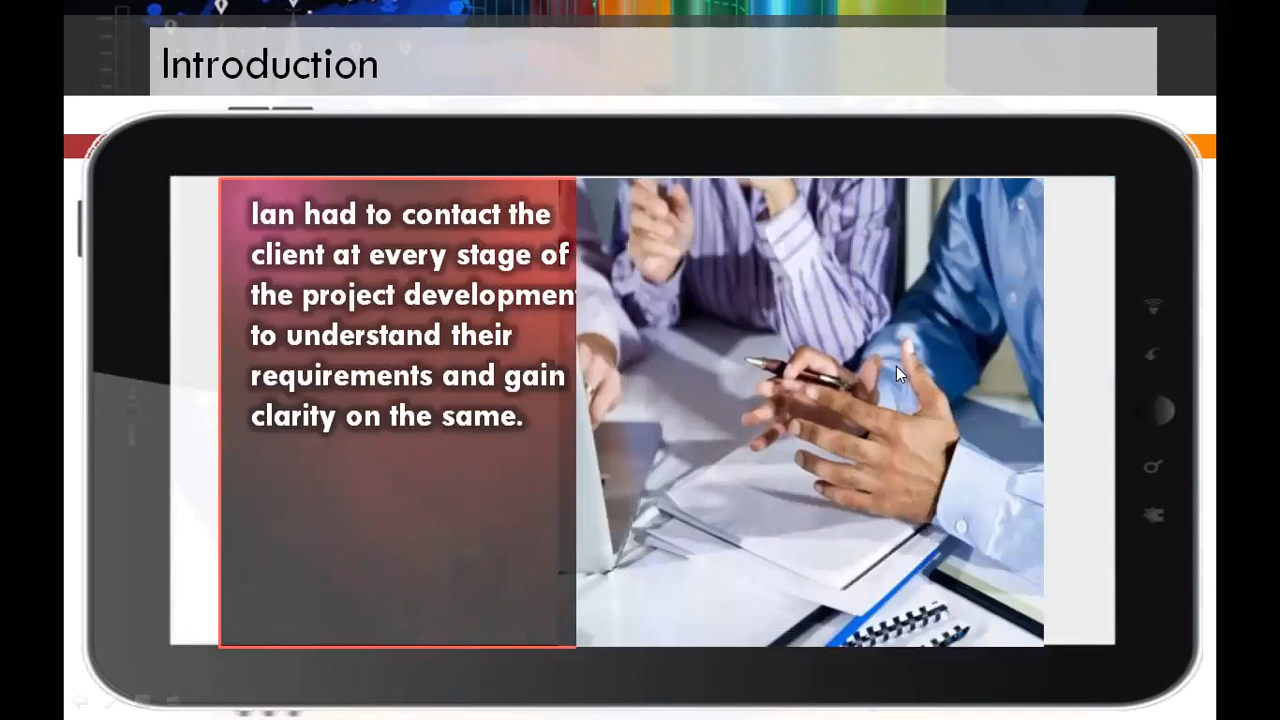 Introduction
Ian had to contact the
client at every stage of
the project development
to understand their
requirements and gain
clarity on the same.